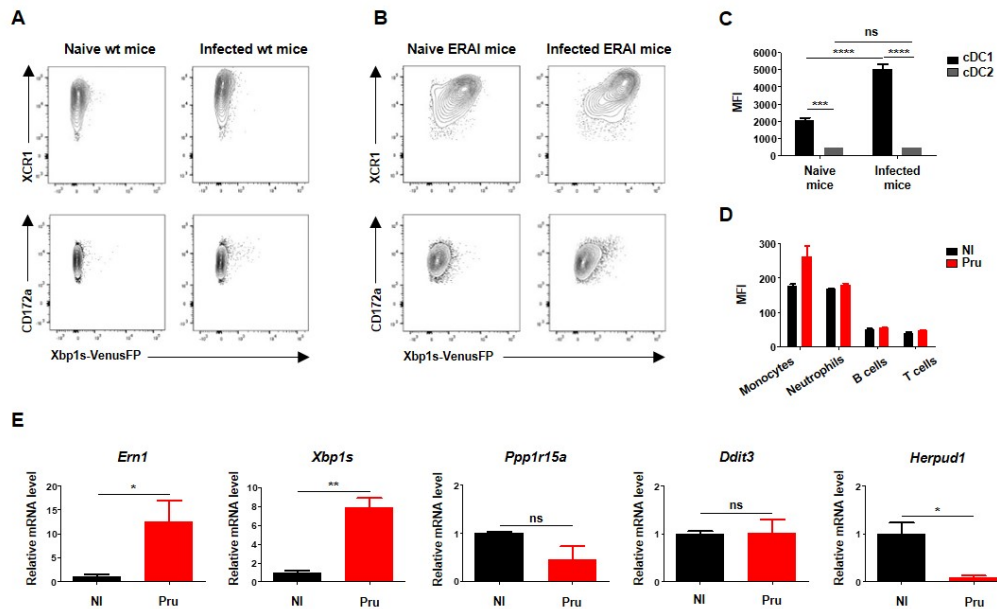 A
Naive wt mice
Infected wt mice
XCR1
CD172a
Xbp1s-VenusFP
B
Naive ERAI mice
Infected ERAI mice
XCR1
CD172a
Xbp1s-VenusFP
C
ns
****
****
***
cDC1
cDC2
MFI
6000
5000
4000
3000
2000
1000
0
Naive mice
Infected mice
D
NI
Pru
MFI
300
200
100
0
Monocytes
Neutrophils
B cells
T cells
E
Ern1
Relative mRNA level
20
15
10
5
0
*
NI
Pru
Xbp1s
Relative mRNA level
10
8
6
4
2
0
**
NI
Pru
Ppp1r15a
Relative mRNA level
2
1
0
ns
NI
Pru
Ddit3
Relative mRNA level
2
1
0
ns
NI
Pru
Herpud1
Relative mRNA level
2
1
0
*
NI
Pru